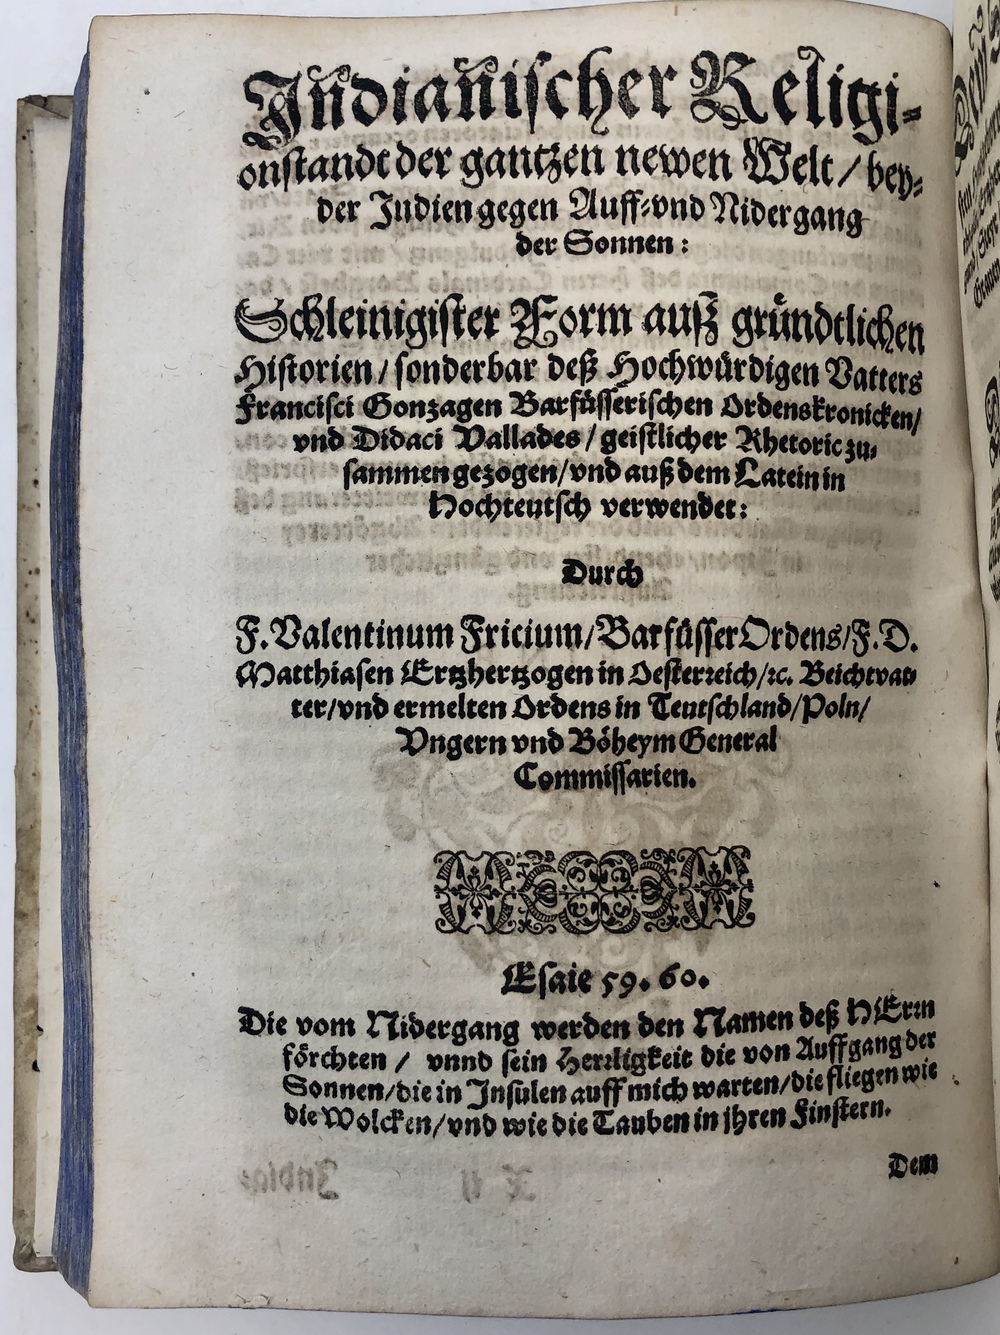 Indianischer Religi-
onstandt der gantzen newen Welt / bey-
der Indien gegen Auff- vnd Nidergang
der Sonnen:
Schleinigister Form auß gründtlichen
Historien / sonderbar deß Hochwürdigen Vatters
Francisci Gonzagen Barfüsserischen Ordenskronicken/
vnd Didaci Vallades / geistlicher Rhetoric zu-
sammen gezogen/vnd auß dem Latein in
Hochteutsch verwendet:
Durch
F. Valentinum Fricium/Barfüsser Ordens/F. D.
Matthiasen Ertzhertzogen in Oesterreich/ꝛc. Beichtvat-
ter/vnd ermelten Ordens in Teutschland/Poln/
Vngern vnd Böheym General
Commissarien.
Esaie 59. 60.
Die vom Nidergang werden den Namen deß HErrn
förchten / vnnd sein Herrligkeit die von Auffgang der
Sonnen/die in Insulen auff mich warten/die fliegen wie
die Wolcken/vnd wie die Tauben in jhren Finstern.
Dem